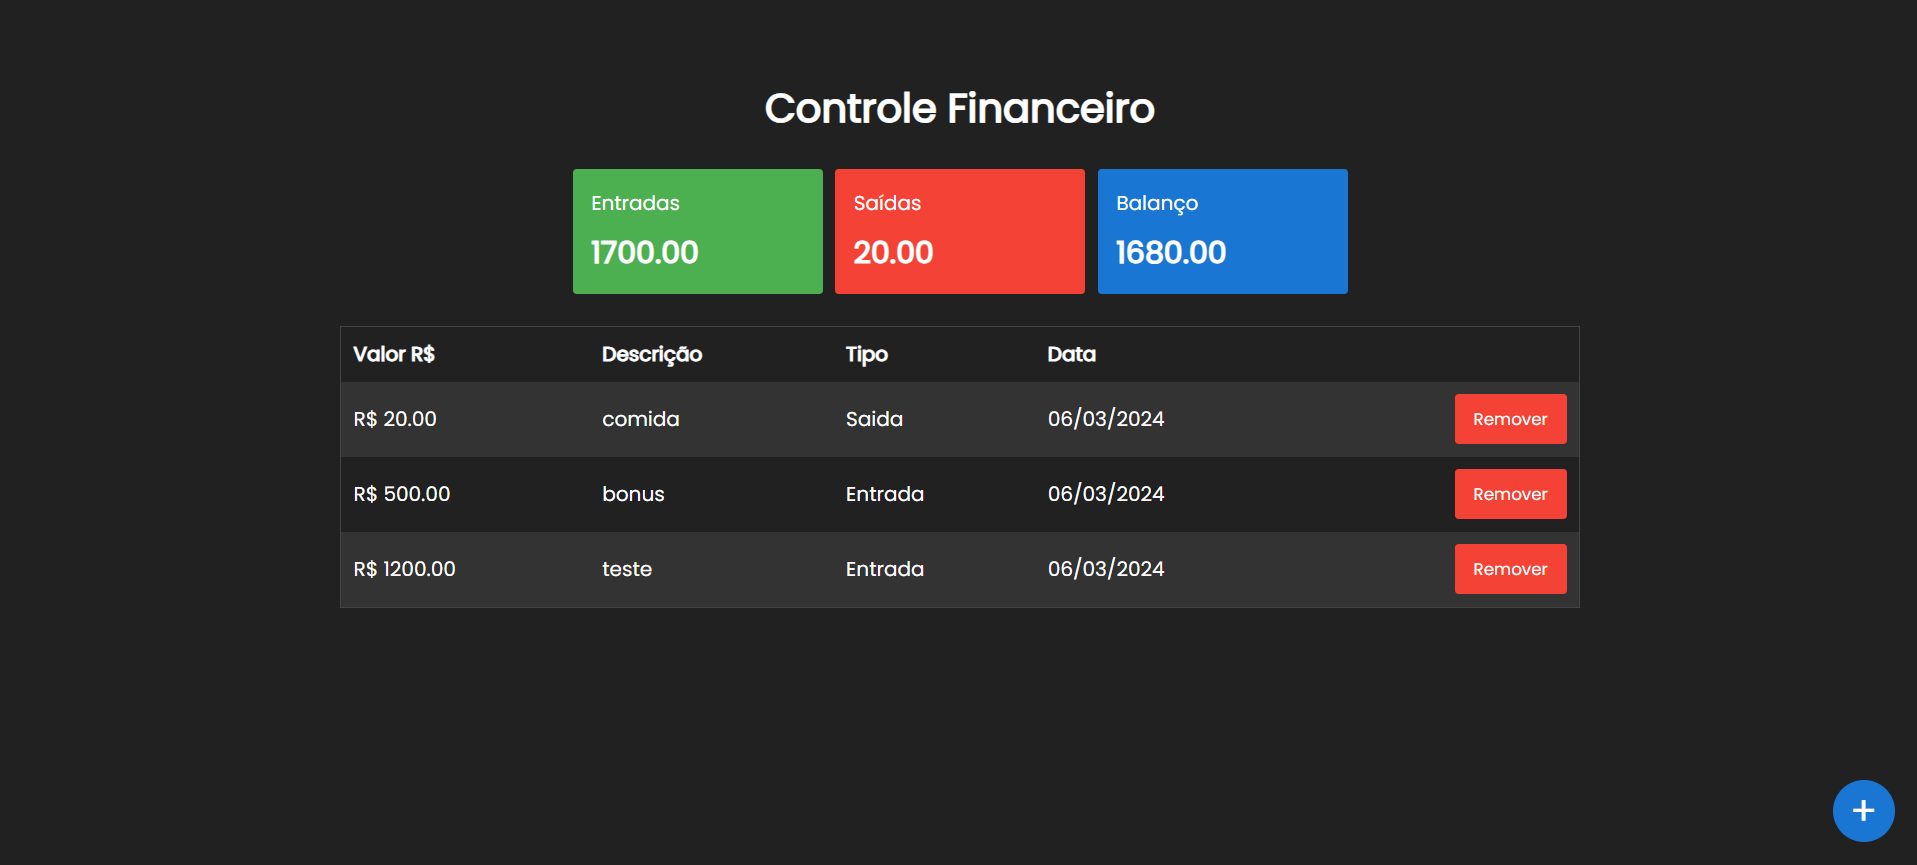 Controle Financeiro
Entradas
1700.00
Saídas
20.00
Balanço
1680.00
Valor R$ Descrição Tipo Data
R$ 20.00 comida Saida 06/03/2024 Remover
R$ 500.00 bonus Entrada 06/03/2024 Remover
R$ 1200.00 teste Entrada 06/03/2024 Remover
+